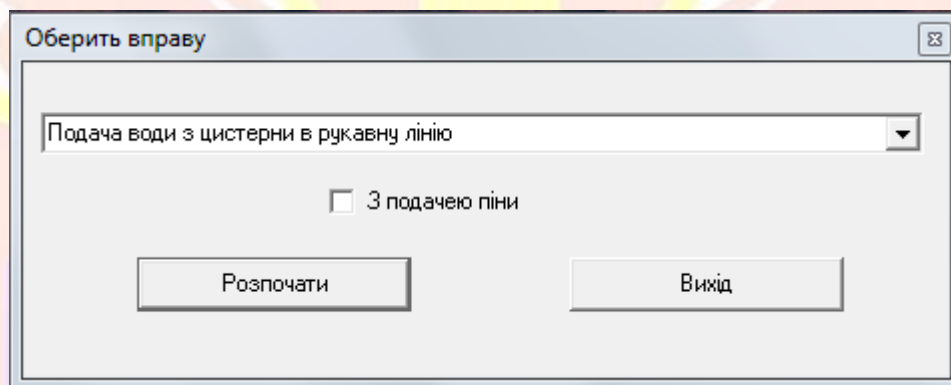 Оберить вправу
Подача води з цистерни в рукавну лінію
З подачею піни
Розпочати
Вихід